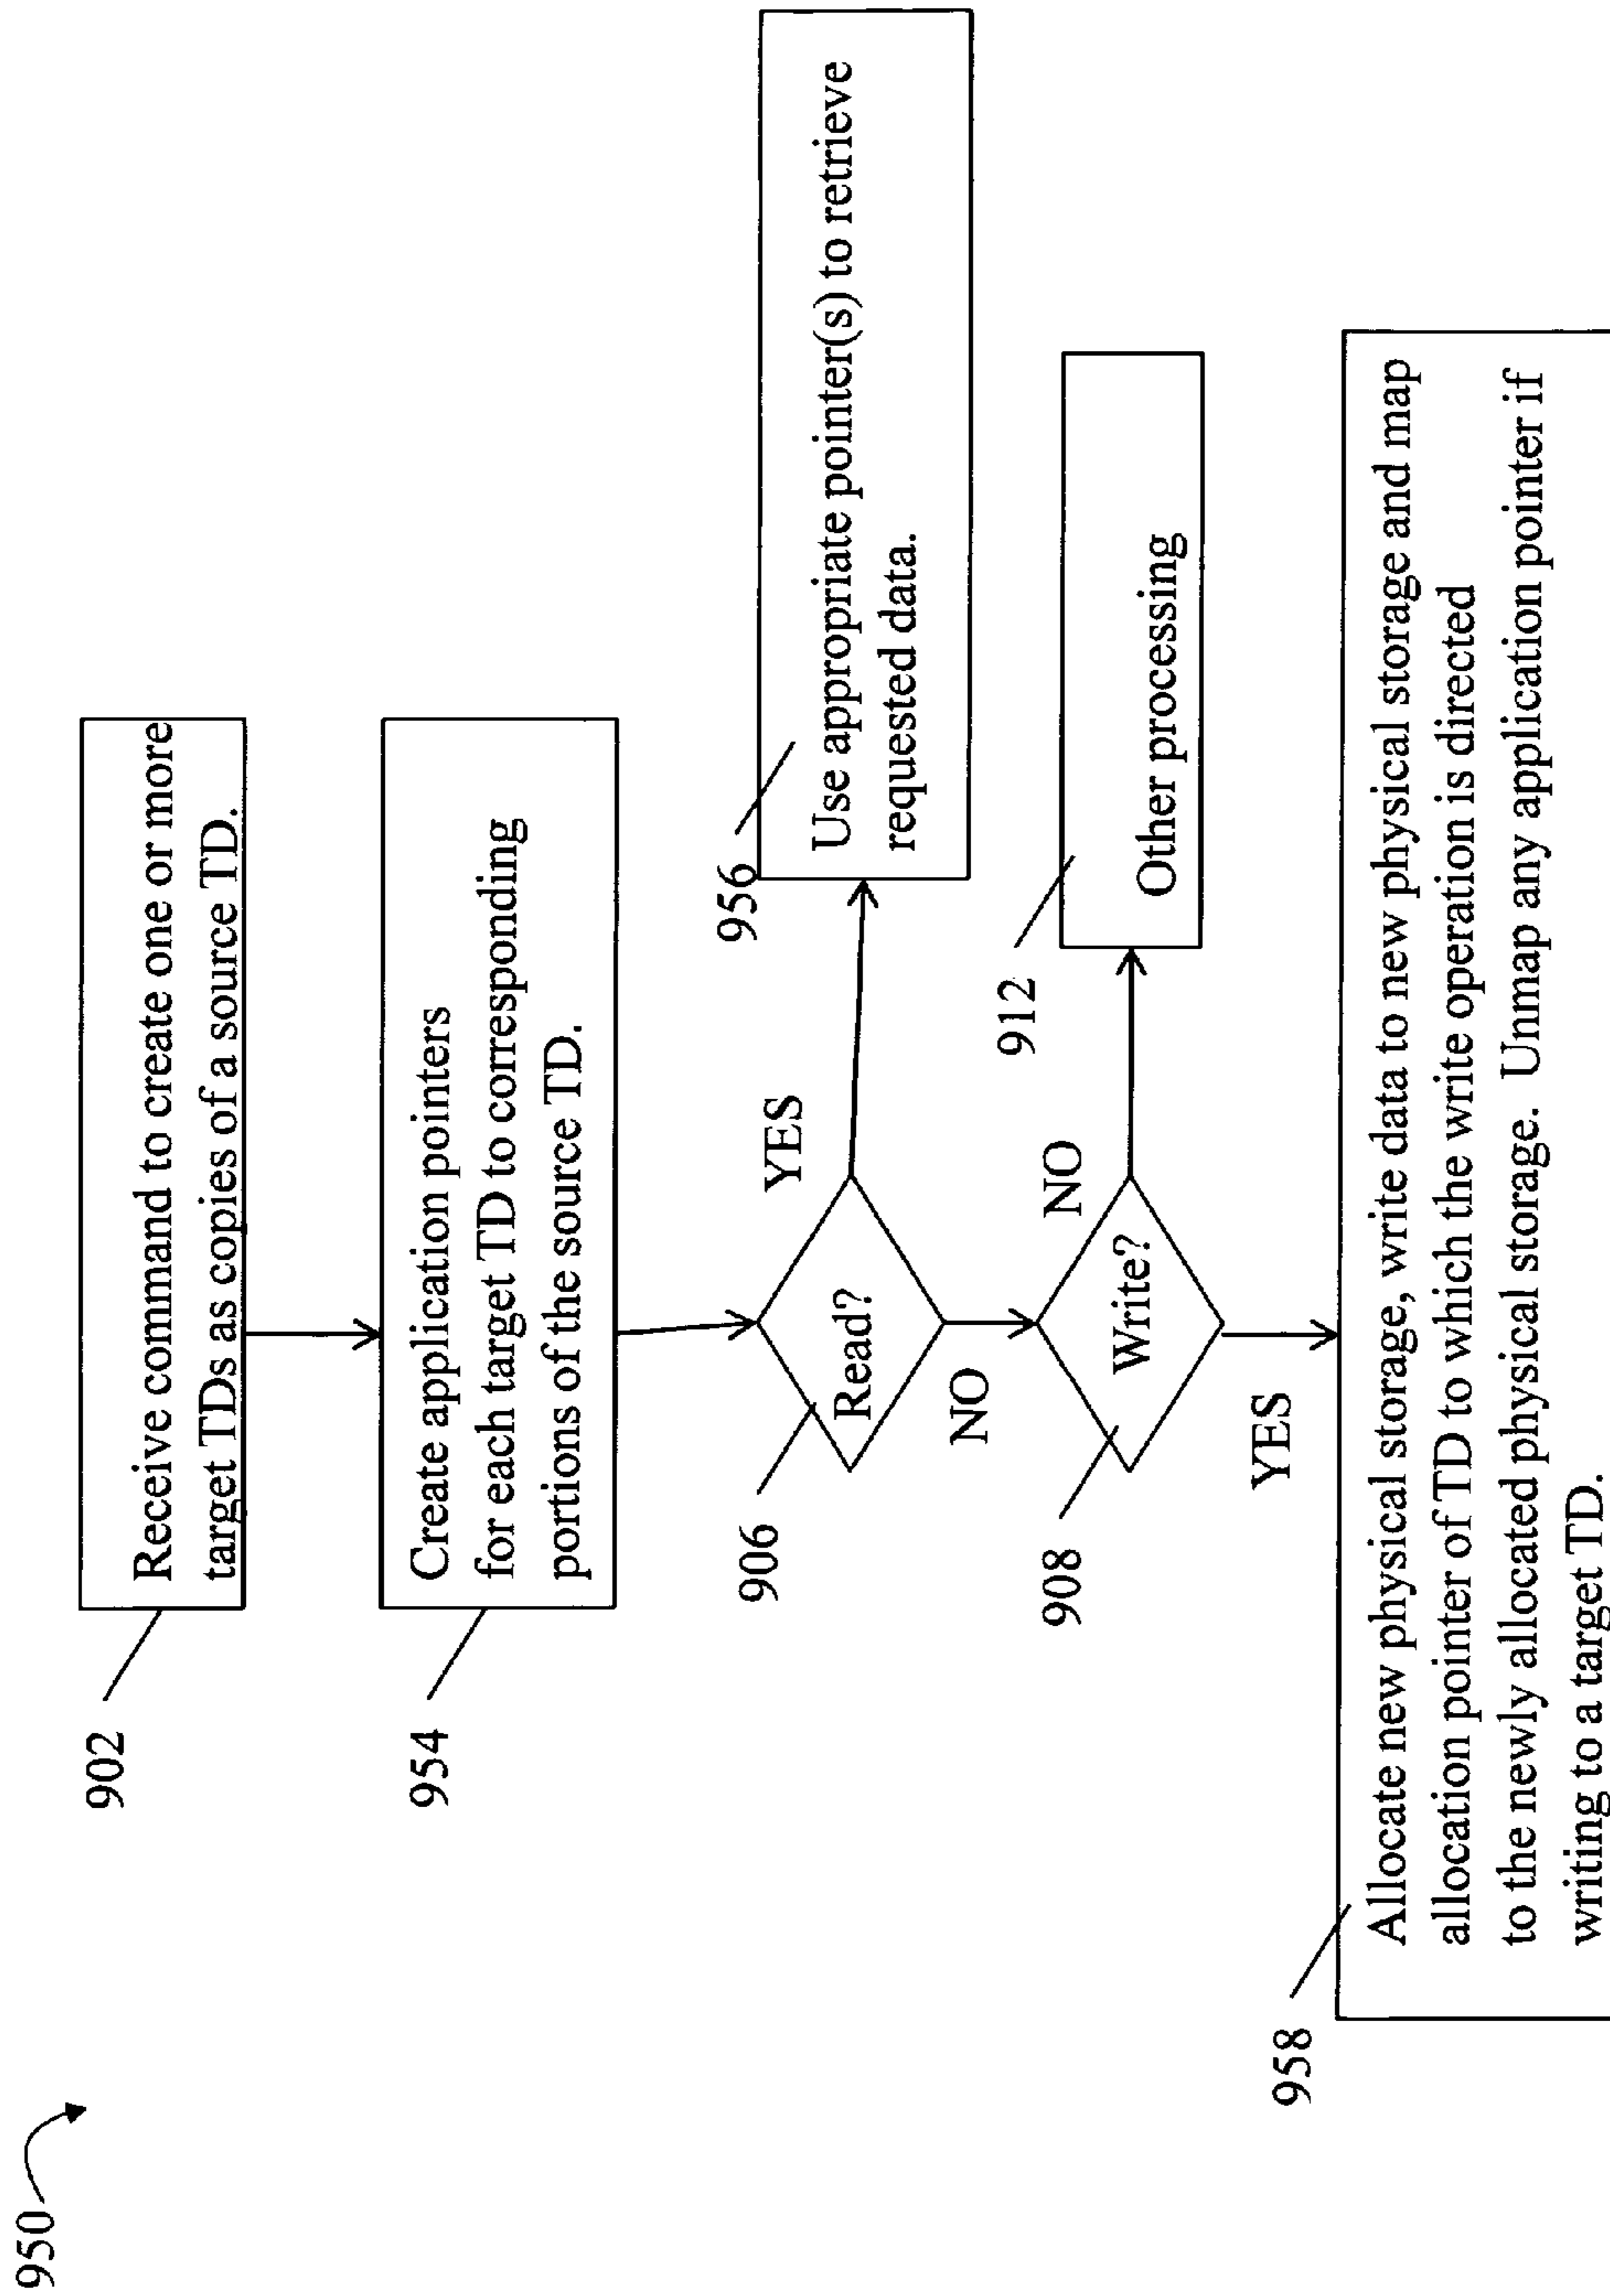 950
902
Receive command to create one or more
target TDs as copies of a source TD.
954
Create application pointers
for each target TD to corresponding
portions of the source TD.
906
Read?
YES
956
Use appropriate pointer(s) to retrieve
requested data.
NO
908
Write?
NO
912
Other processing
YES
958
Allocate new physical storage, write data to new physical storage and map
allocation pointer of TD to which the write operation is directed
to the newly allocated physical storage. Unmap any application pointer if
writing to a target TD.